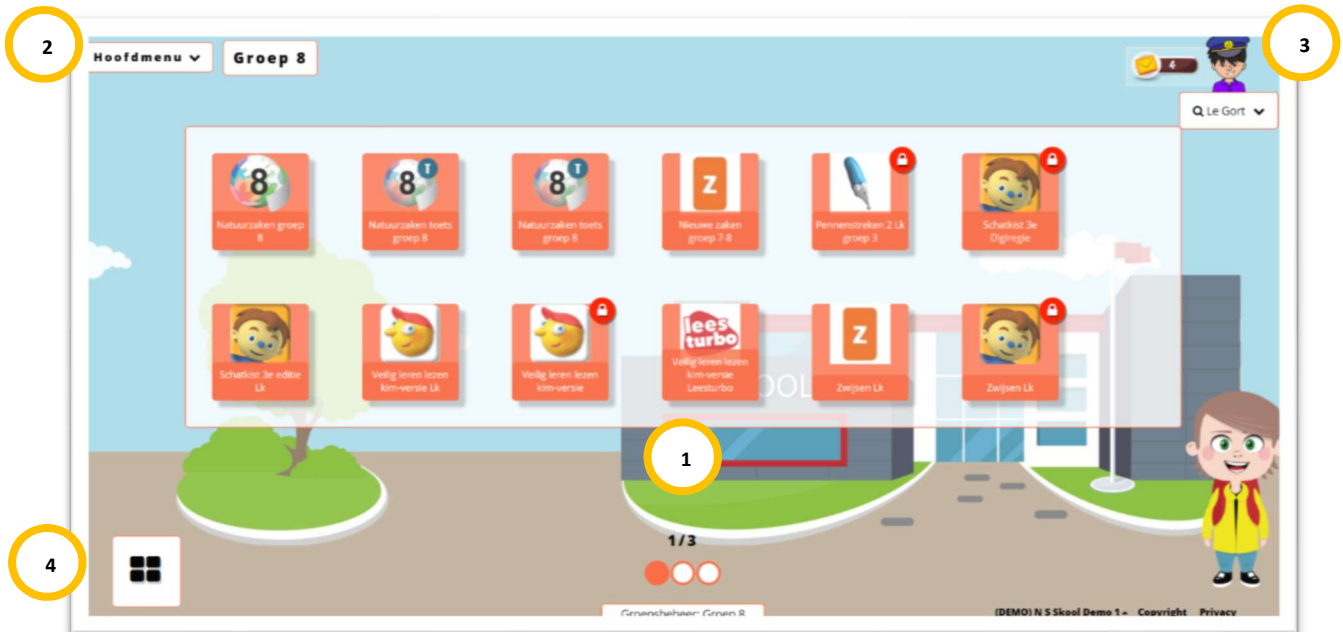 2
3
Hoofdmenu
Groep 8
4
Le Gort
8
8 T
8 T
Z
Natuurzaken groep
8
Natuurzaken toets
groep 8
Natuurzaken toets
groep 8
Nieuwe zaken
groep 7-8
Pennenstreken 2 Lk
groep 3
Schatkist 3e
Digiregie
lees
turbo
Z
Schatkist 3e editie
Lk
Veilig leren lezen
kim-versie Lk
Veilig leren lezen
kim-versie
Veilig leren lezen
kim-versie
Leesturbo
Zwijsen Lk
Zwijsen Lk
OOL
1
1/3
4
Groepsbeheer: Groep 8
(DEMO) N S Skool Demo 1
Copyright
Privacy